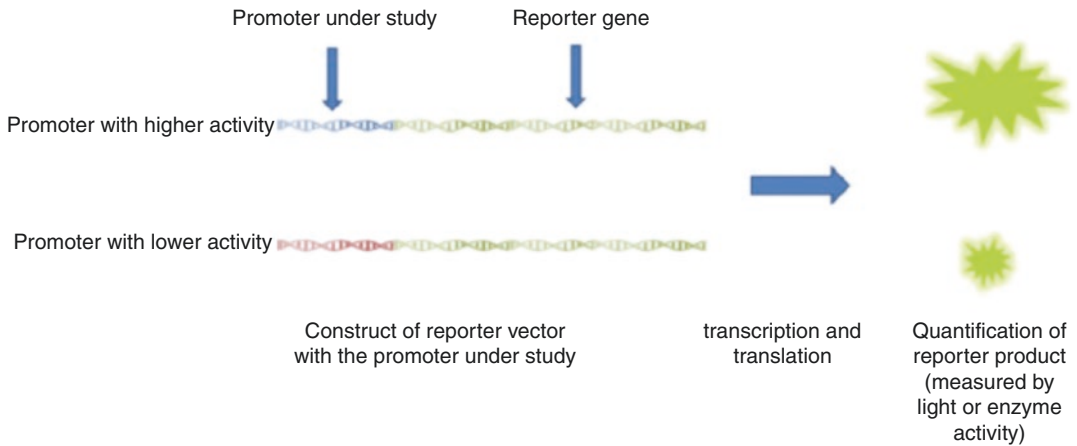 Promoter under study
Reporter gene
Promoter with higher activity
Promoter with lower activity
Construct of reporter vector
with the promoter under study
transcription and
translation
Quantification of
reporter product
(measured by
light or enzyme
activity)